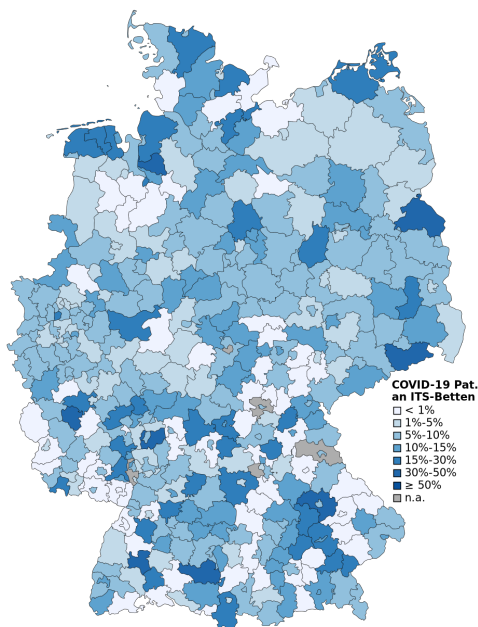 COVID-19 Pat.
an ITS-Betten
< 1%
1%-5%
5%-10%
10%-15%
15%-30%
30%-50%
≥ 50%
n.a.